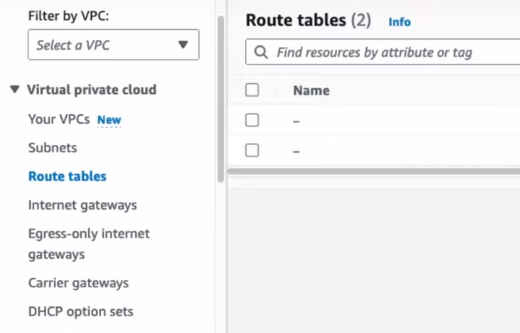 Filter by VPC:
Select a VPC
Virtual private cloud
Your VPCs New
Subnets
Route tables
Internet gateways
Egress-only internet
gateways
Carrier gateways
DHCP option sets
Route tables (2) Info
Find resources by attribute or tag
Name
–
–